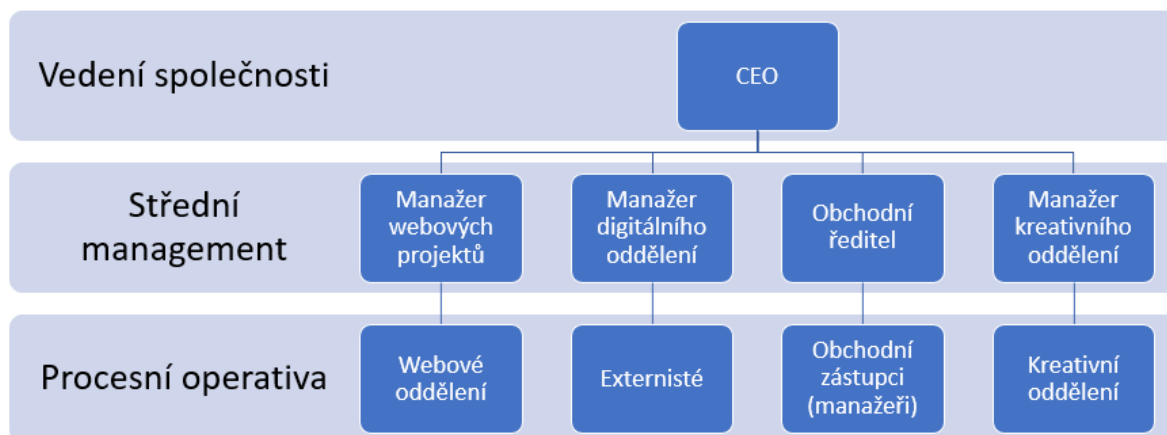 Vedení společnosti
CEO
Střední
management
Manažer
webových
projektů
Manažer
digitálního
oddělení
Obchodní
ředitel
Manažer
kreativního
oddělení
Procesní operativa
Webové
oddělení
Externisté
Obchodní
zástupci
(manažeři)
Kreativní
oddělení